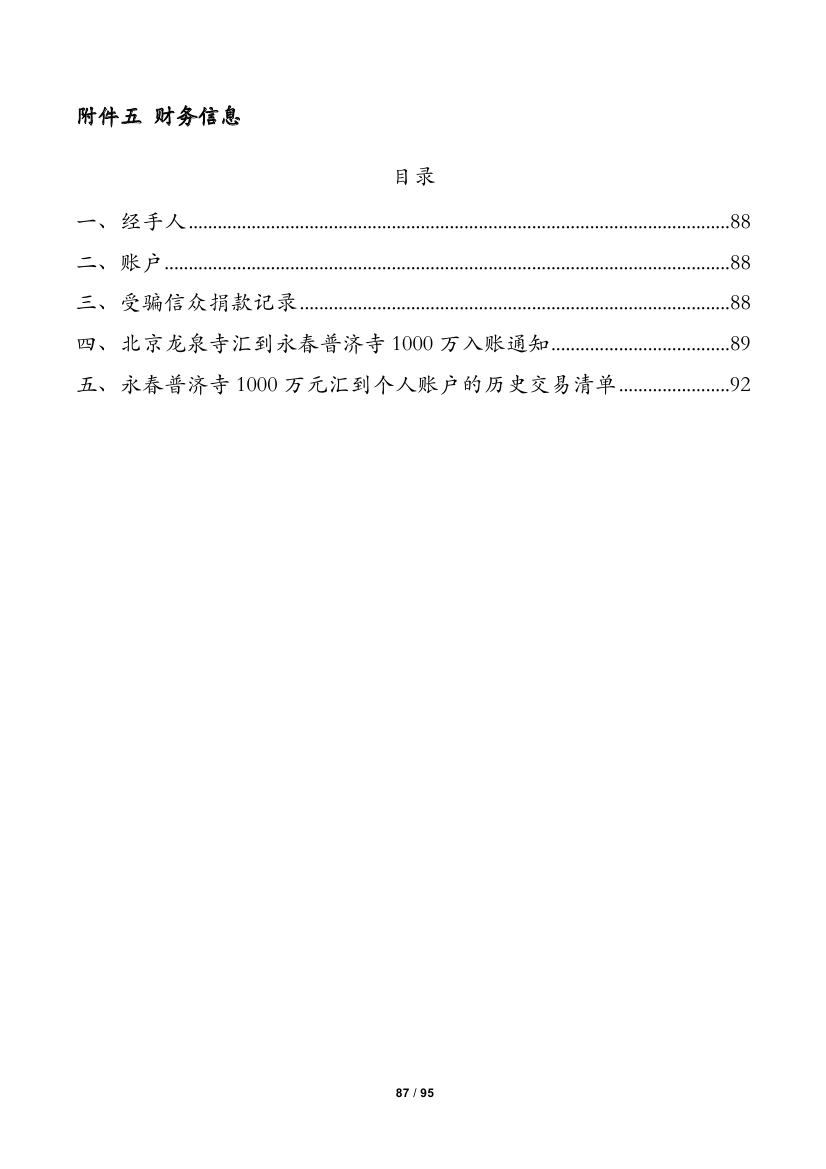 附件五 财务信息
目录
一、经手人........................................................................................................88
二、账户.............................................................................................................88
三、受骗信众捐款记录.........................................................................................88
四、北京龙泉寺汇到永春普济寺 1000 万入账通知.....................................89
五、永春普济寺 1000 万元汇到个人账户的历史交易清单.......................92
87 / 95